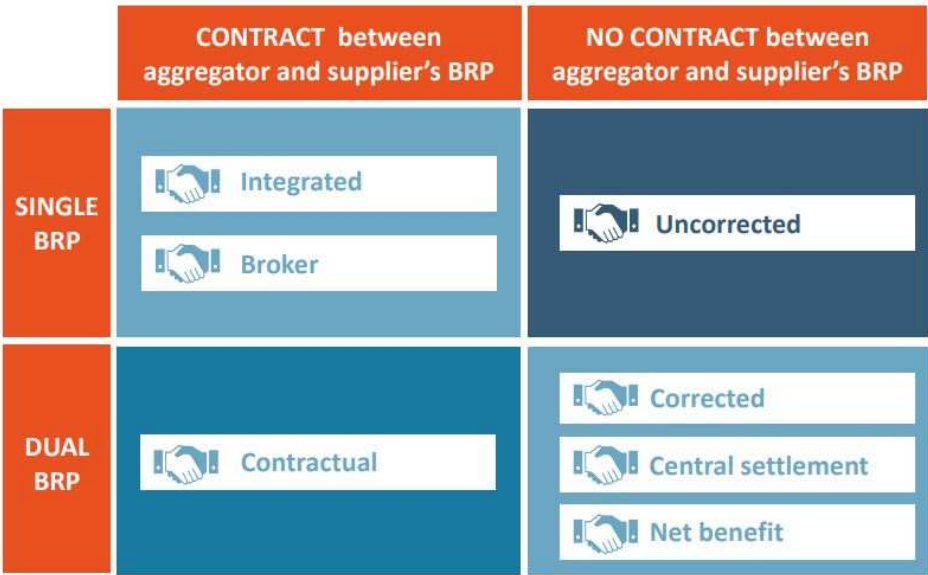 CONTRACT between
aggregator and supplier's BRP
NO CONTRACT between
aggregator and supplier's BRP
SINGLE
BRP
Integrated
Broker
Uncorrected
DUAL
BRP
Contractual
Corrected
Central settlement
Net benefit